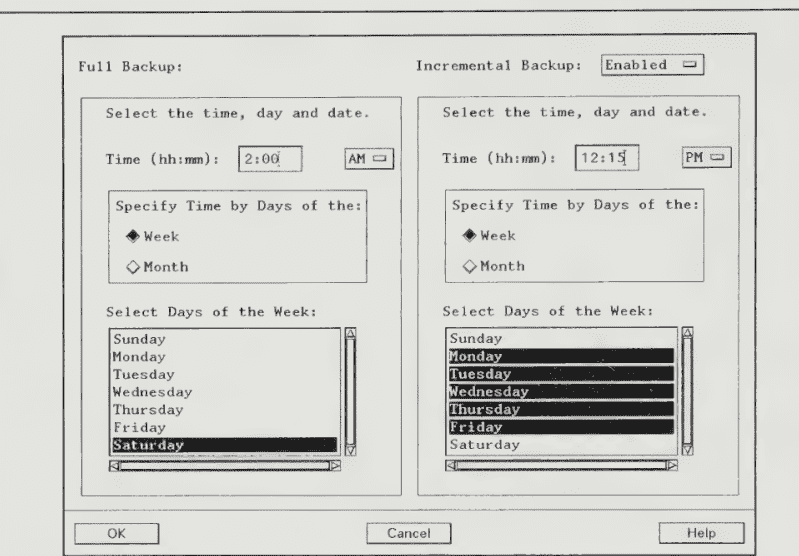 Full Backup:
Incremental Backup: Enabled
Select the time, day and date.
Time (hh:mm): 2:00 AM
Specify Time by Days of the:
Week
Month
Select Days of the Week:
Sunday
Monday
Tuesday
Wednesday
Thursday
Friday
Saturday
Select the time, day and date.
Time (hh:mm): 12:15 PM
Specify Time by Days of the:
Week
Month
Select Days of the Week:
Sunday
Monday
Tuesday
Wednesday
Thursday
Friday
Saturday
OK Cancel Help